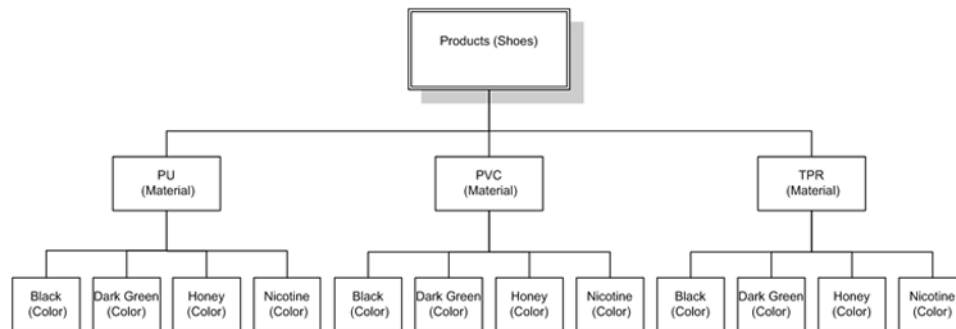 Products (Shoes)
PU
(Material)
PVC
(Material)
TPR
(Material)
Black
(Color)
Dark Green
(Color)
Honey
(Color)
Nicotine
(Color)
Black
(Color)
Dark Green
(Color)
Honey
(Color)
Nicotine
(Color)
Black
(Color)
Dark Green
(Color)
Honey
(Color)
Nicotine
(Color)